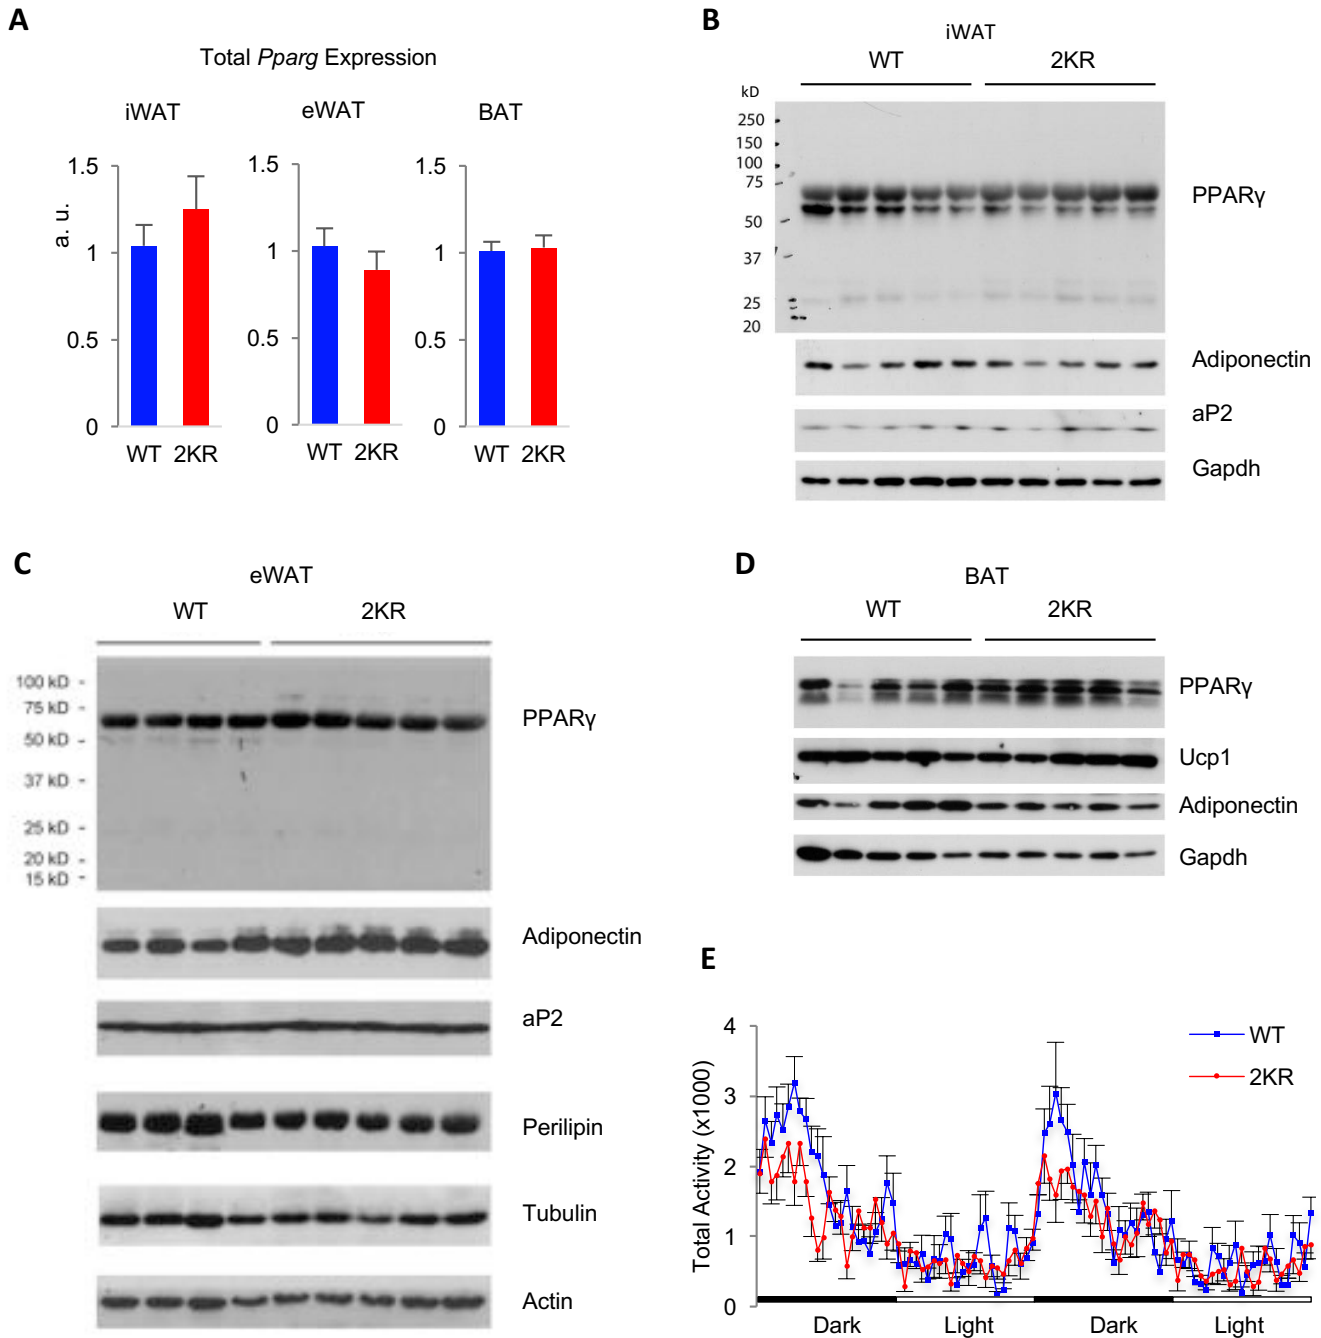 A
Total Pparg Expression
iWAT
eWAT
BAT
a. u.
1.5
1
0.5
0
WT 2KR
1.5
1
0.5
0
WT 2KR
1.5
1
0.5
0
WT 2KR
B
iWAT
WT
2KR
kD
250
150
100
75
50
37
25
20
PPARγ
Adiponectin
aP2
Gapdh
C
eWAT
WT
2KR
100 kD -
75 kD -
50 kD -
37 kD -
25 kD -
20 kD -
15 kD -
PPARγ
Adiponectin
aP2
Perilipin
Tubulin
Actin
D
BAT
WT
2KR
PPARγ
Ucp1
Adiponectin
Gapdh
E
Total Activity (x1000)
4
3
2
1
0
WT
2KR
Dark
Light
Dark
Light